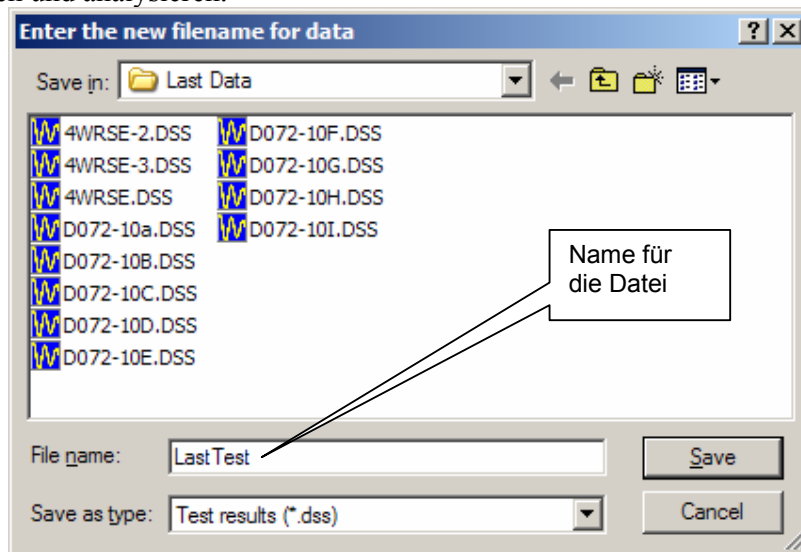 und analysieren.
Enter the new filename for data
Save in: Last Data
4WRSE-2.DSS
4WRSE-3.DSS
4WRSE.DSS
D072-10a.DSS
D072-10B.DSS
D072-10C.DSS
D072-10D.DSS
D072-10E.DSS
D072-10F.DSS
D072-10G.DSS
D072-10H.DSS
D072-10I.DSS
Name für
die Datei
File name: LastTest
Save
Save as type: Test results (*.dss)
Cancel